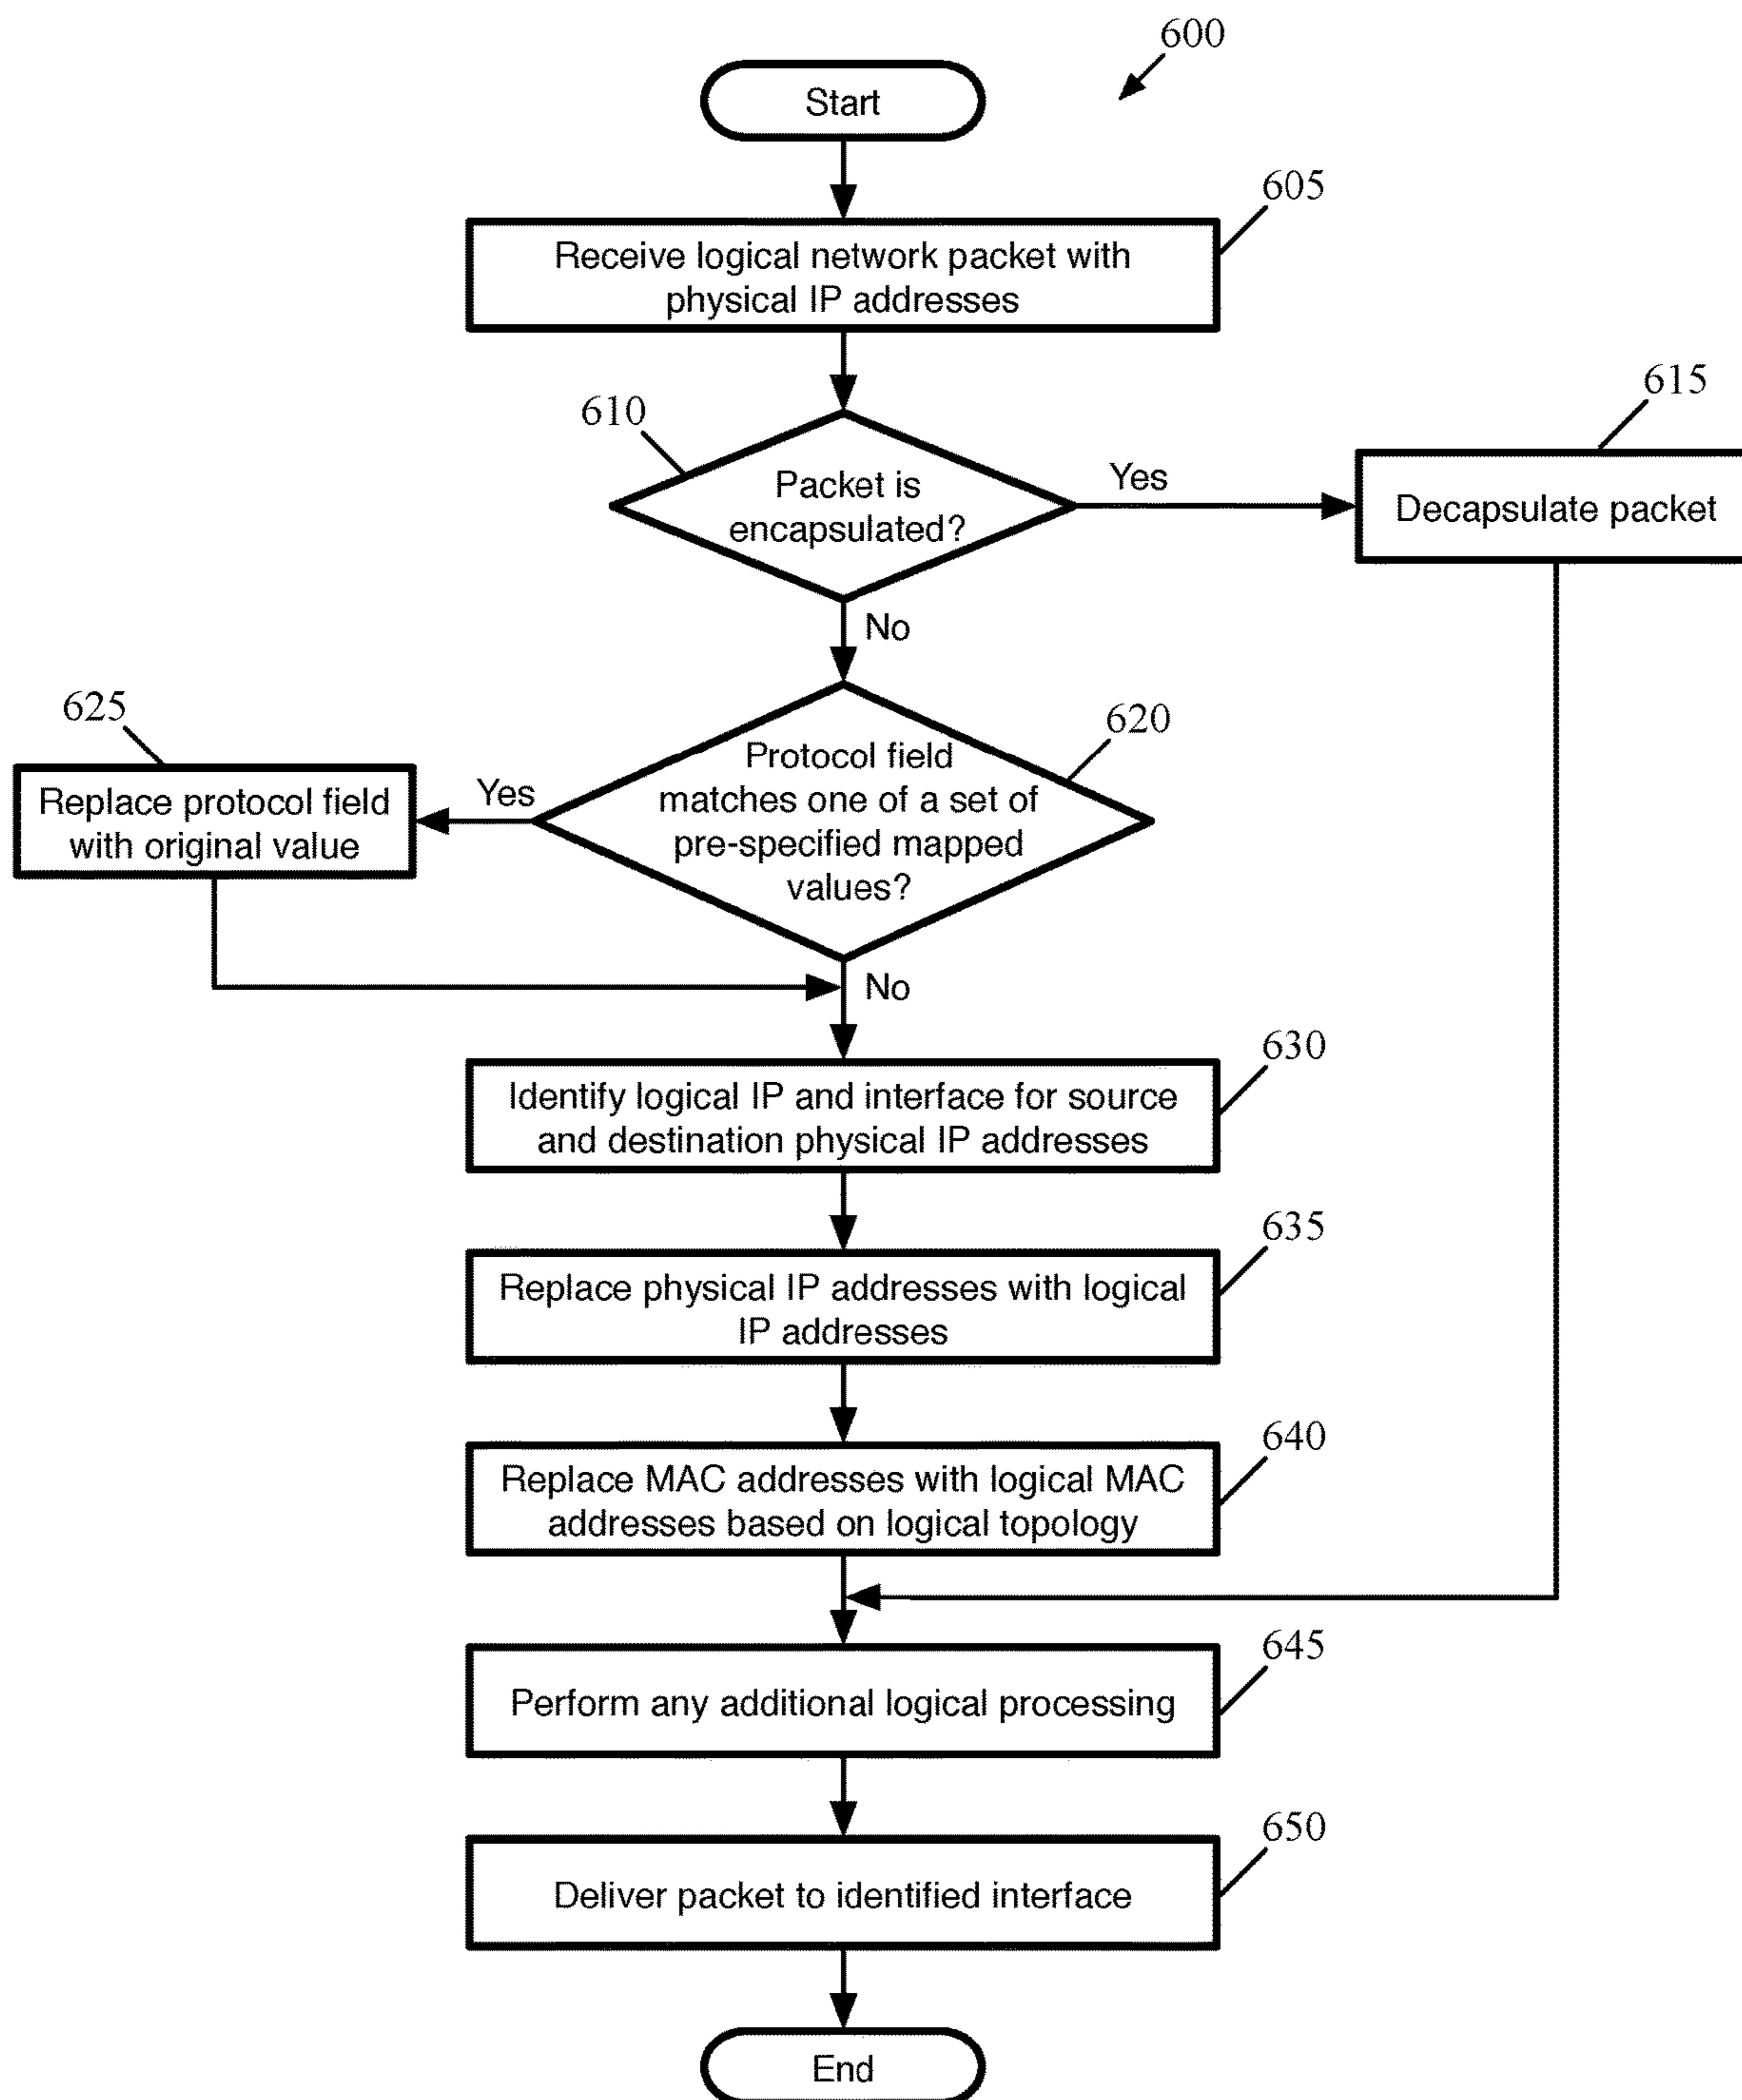 600
Start
605
Receive logical network packet with
physical IP addresses
610
615
Packet is
encapsulated?
Yes
Decapsulate packet
No
625
620
Replace protocol field
with original value
Yes
Protocol field
matches one of a set of
pre-specified mapped
values?
No
630
Identify logical IP and interface for source
and destination physical IP addresses
635
Replace physical IP addresses with logical
IP addresses
640
Replace MAC addresses with logical MAC
addresses based on logical topology
645
Perform any additional logical processing
650
Deliver packet to identified interface
End